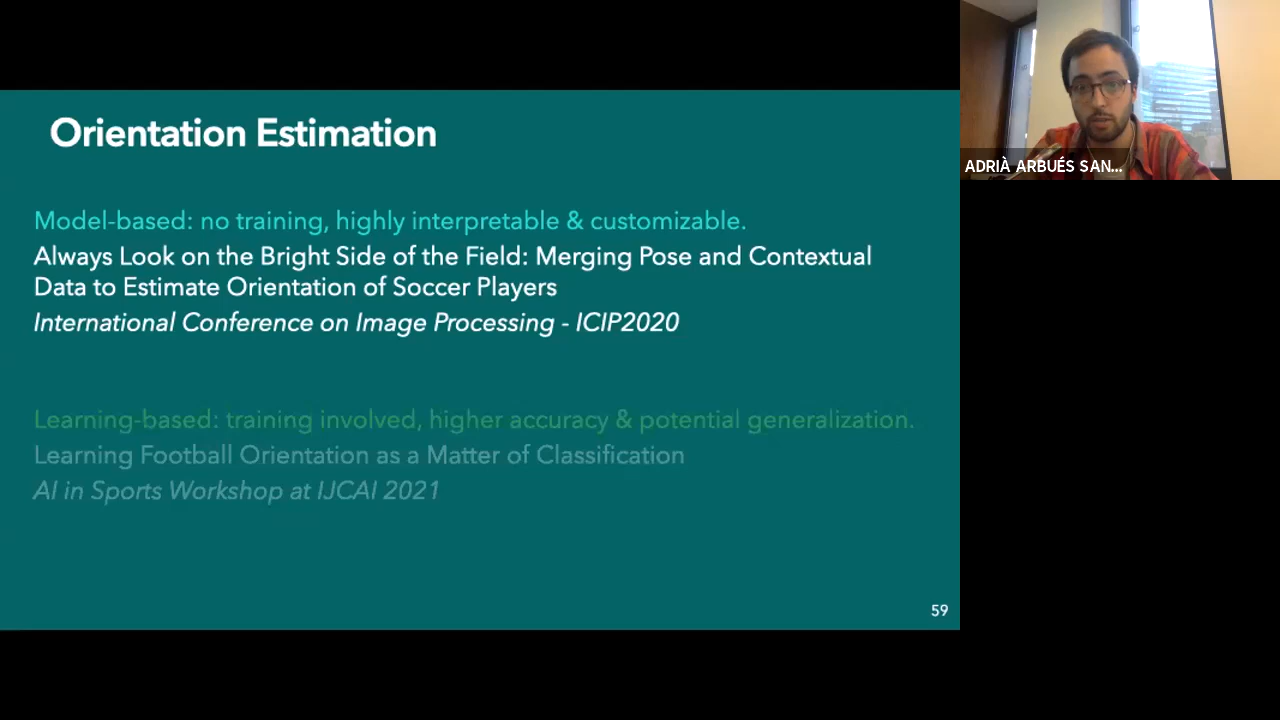 Orientation Estimation
Model-based: no training, highly interpretable & customizable.
Always Look on the Bright Side of the Field: Merging Pose and Contextual
Data to Estimate Orientation of Soccer Players
International Conference on Image Processing - ICIP2020
Learning-based: training involved, higher accuracy & potential generalization.
Learning Football Orientation as a Matter of Classification
AI in Sports Workshop at IJCAI 2021
59
ADRIÀ ARBUÉS SAN...